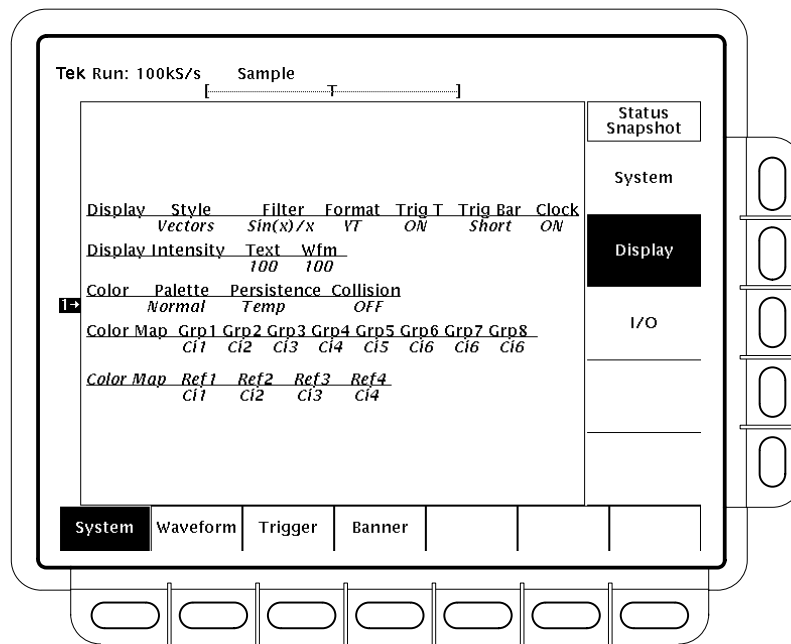 Tek Run: 100kS/s Sample
[ T ]
Status
Snapshot
System
Display
I/O
Display Style Filter Format Trig T Trig Bar Clock
Vectors Sin(x)/x YT ON Short ON
Display Intensity Text Wfm
100 100
Color Palette Persistence Collision
Normal Temp OFF
1→
Color Map Grp1 Grp2 Grp3 Grp4 Grp5 Grp6 Grp7 Grp8
Ci1 Ci2 Ci3 Ci4 Ci5 Ci6 Ci6 Ci6
Color Map Ref1 Ref2 Ref3 Ref4
Ci1 Ci2 Ci3 Ci4
System Waveform Trigger Banner